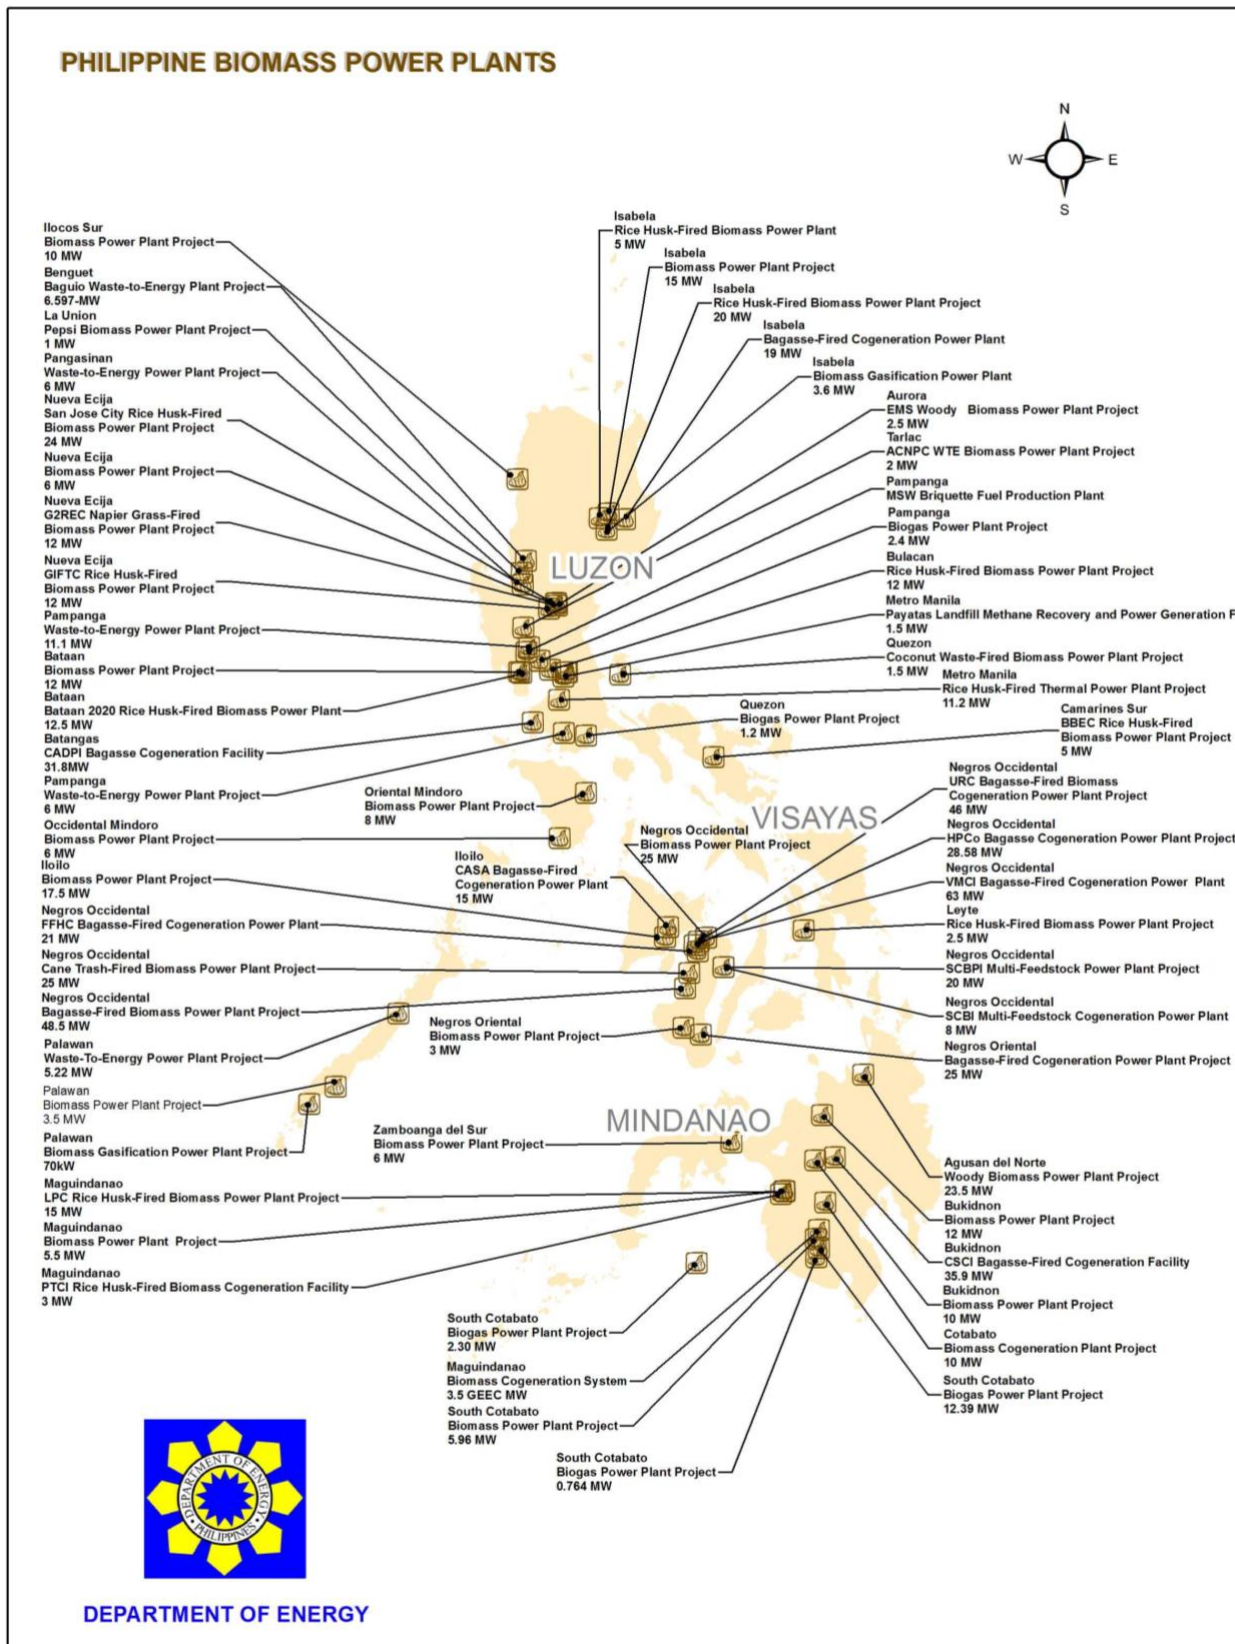 PHILIPPINE BIOMASS POWER PLANTS
N
W
E
S
Ilocos Sur
Biomass Power Plant Project
10 MW
Benguet
Baguio Waste-to-Energy Plant Project
6.597-MW
La Union
Pepsi Biomass Power Plant Project
1 MW
Pangasinan
Waste-to-Energy Power Plant Project
6 MW
Nueva Ecija
San Jose City Rice Husk-Fired
Biomass Power Plant Project
24 MW
Nueva Ecija
Biomass Power Plant Project
6 MW
Nueva Ecija
G2REC Napier Grass-Fired
Biomass Power Plant Project
12 MW
Nueva Ecija
GIFTC Rice Husk-Fired
Biomass Power Plant Project
12 MW
Pampanga
Waste-to-Energy Power Plant Project
11.1 MW
Bataan
Biomass Power Plant Project
12 MW
Bataan
Bataan 2020 Rice Husk-Fired Biomass Power Plant
12.5 MW
Batangas
CADPI Bagasse Cogeneration Facility
31.8MW
Pampanga
Waste-to-Energy Power Plant Project
6 MW
Occidental Mindoro
Biomass Power Plant Project
6 MW
Iloilo
Biomass Power Plant Project
17.5 MW
Negros Occidental
FFHC Bagasse-Fired Cogeneration Power Plant
21 MW
Negros Occidental
Cane Trash-Fired Biomass Power Plant Project
25 MW
Negros Occidental
Bagasse-Fired Biomass Power Plant Project
48.5 MW
Palawan
Waste-To-Energy Power Plant Project
5.22 MW
Palawan
Biomass Power Plant Project
3.5 MW
Palawan
Biomass Gasification Power Plant Project
70kW
Maguindanao
LPC Rice Husk-Fired Biomass Power Plant Project
15 MW
Maguindanao
Biomass Power Plant Project
5.5 MW
Maguindanao
PTCI Rice Husk-Fired Biomass Cogeneration Facility
3 MW
Isabela
Rice Husk-Fired Biomass Power Plant
5 MW
Isabela
Biomass Power Plant Project
15 MW
Isabela
Rice Husk-Fired Biomass Power Plant Project
20 MW
Isabela
Bagasse-Fired Cogeneration Power Plant
19 MW
Isabela
Biomass Gasification Power Plant
3.6 MW
Aurora
EMS Woody Biomass Power Plant Project
2.5 MW
Tarlac
ACNPC WTE Biomass Power Plant Project
2 MW
Pampanga
MSW Briquette Fuel Production Plant
Pampanga
Biogas Power Plant Project
2.4 MW
Bulacan
Rice Husk-Fired Biomass Power Plant Project
12 MW
Metro Manila
Payatas Landfill Methane Recovery and Power Generation F
1.5 MW
Quezon
Coconut Waste-Fired Biomass Power Plant Project
1.5 MW
Metro Manila
Rice Husk-Fired Thermal Power Plant Project
11.2 MW
Quezon
Biogas Power Plant Project
1.2 MW
Camarines Sur
BBEC Rice Husk-Fired
Biomass Power Plant Project
5 MW
LUZON
VISAYAS
MINDANAO
Oriental Mindoro
Biomass Power Plant Project
8 MW
Negros Occidental
Biomass Power Plant Project
25 MW
Iloilo
CASA Bagasse-Fired
Cogeneration Power Plant
15 MW
Negros Occidental
URC Bagasse-Fired Biomass
Cogeneration Power Plant Project
46 MW
Negros Occidental
HPCo Bagasse Cogeneration Power Plant Project
28.58 MW
Negros Occidental
VMCI Bagasse-Fired Cogeneration Power Plant
63 MW
Leyte
Rice Husk-Fired Biomass Power Plant Project
2.5 MW
Negros Occidental
SCBPI Multi-Feedstock Power Plant Project
20 MW
Negros Occidental
SCBI Multi-Feedstock Cogeneration Power Plant
8 MW
Negros Oriental
Bagasse-Fired Cogeneration Power Plant Project
25 MW
Negros Oriental
Biomass Power Plant Project
3 MW
Zamboanga del Sur
Biomass Power Plant Project
6 MW
Agusan del Norte
Woody Biomass Power Plant Project
23.5 MW
Bukidnon
Biomass Power Plant Project
12 MW
Bukidnon
CSCI Bagasse-Fired Cogeneration Facility
35.9 MW
Bukidnon
Biomass Power Plant Project
10 MW
Cotabato
Biomass Cogeneration Plant Project
10 MW
South Cotabato
Biogas Power Plant Project
12.39 MW
South Cotabato
Biogas Power Plant Project
2.30 MW
Maguindanao
Biomass Cogeneration System
3.5 GEEC MW
South Cotabato
Biomass Power Plant Project
5.96 MW
South Cotabato
Biogas Power Plant Project
0.764 MW
DEPARTMENT OF ENERGY
PHILIPPINES
DEPARTMENT OF ENERGY